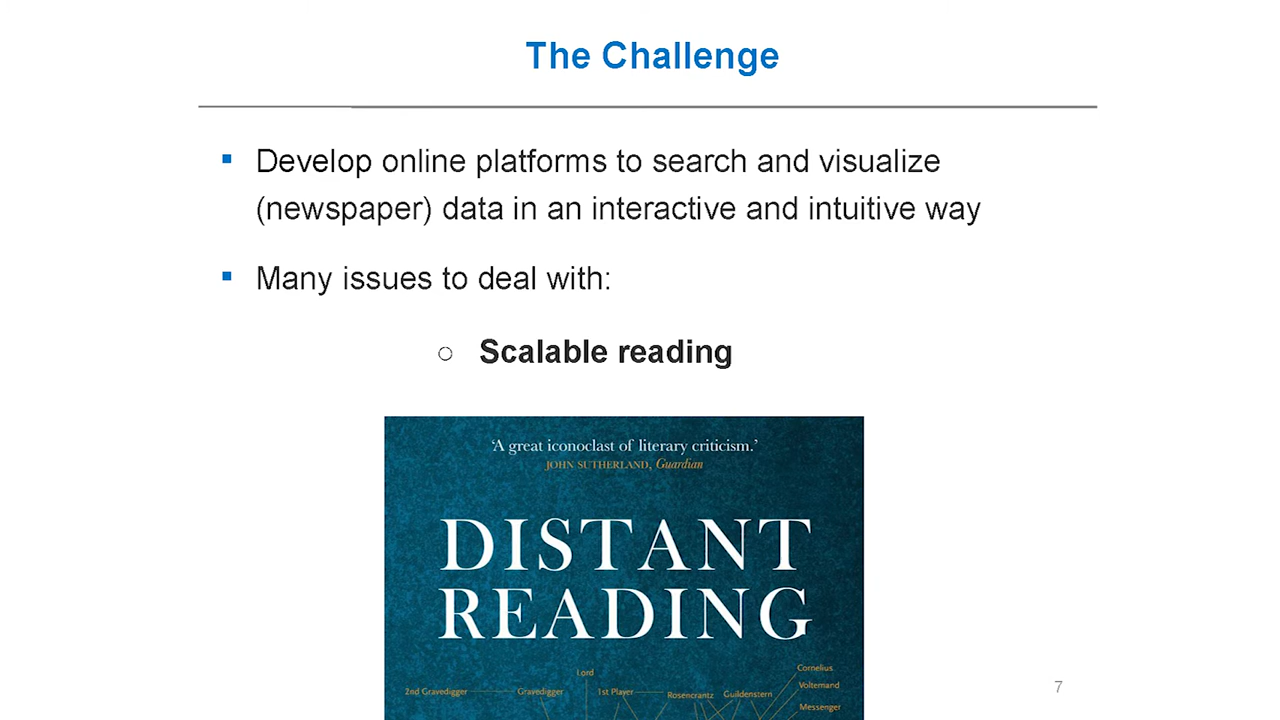 The Challenge
▪ Develop online platforms to search and visualize
(newspaper) data in an interactive and intuitive way
▪ Many issues to deal with:
○ Scalable reading
‘A great iconoclast of literary criticism.’
JOHN SUTHERLAND, Guardian
DISTANT
READING
Lord
Cornelius
2nd Gravedigger Gravedigger 1st Player Rosencrantz Guildenstern Voltemand
Messenger
7